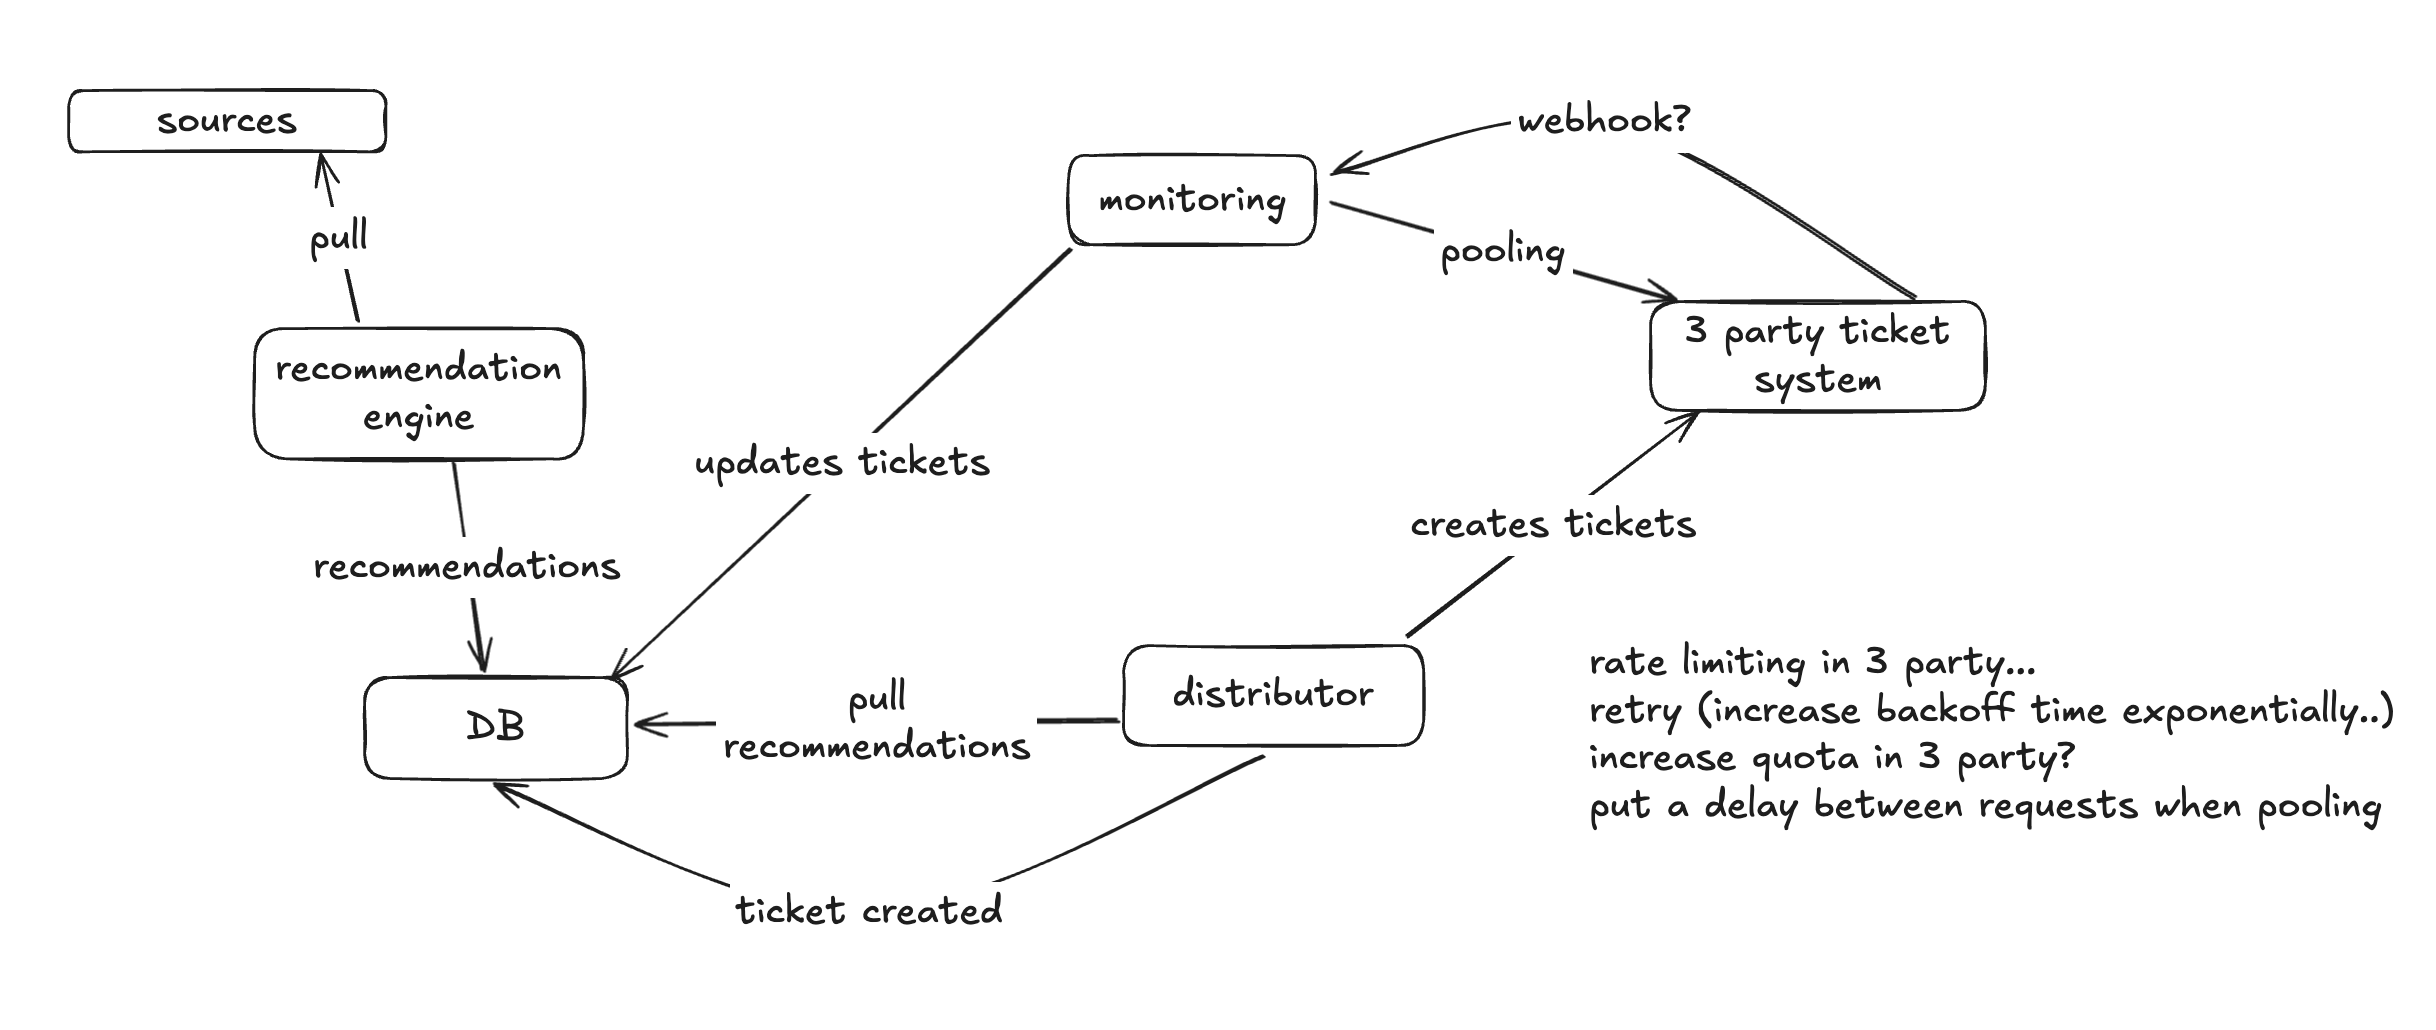 sources
webhook?
monitoring
pull
pooling
3 party ticket
system
recommendation
engine
updates tickets
creates tickets
recommendations
DB
pull
recommendations
distributor
rate limiting in 3 party...
retry (increase backoff time exponentially..)
increase quota in 3 party?
put a delay between requests when pooling
ticket created